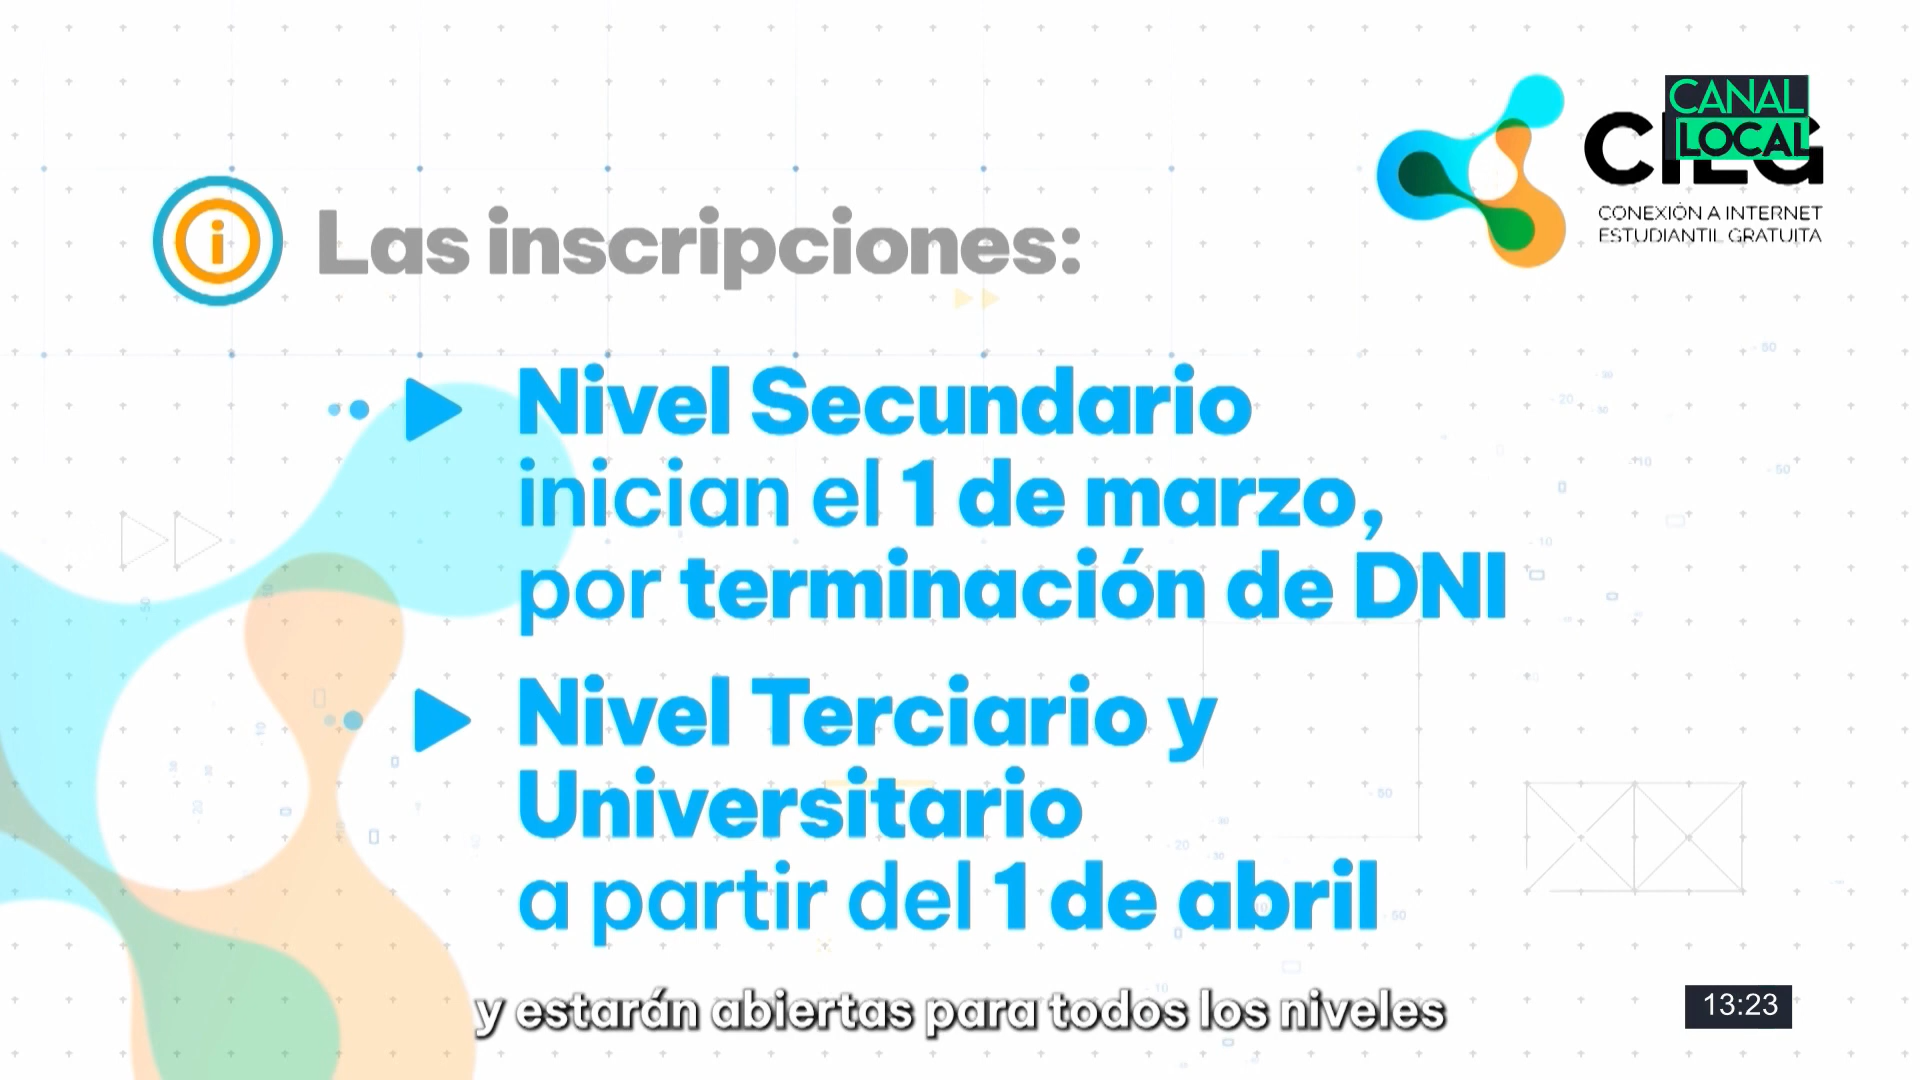 CANAL
LOCAL
CONEXIÓN A INTERNET
ESTUDIANTIL GRATUITA
i
Las inscripciones:
Nivel Secundario
inician el 1 de marzo,
por terminación de DNI
Nivel Terciario y
Universitario
a partir del 1 de abril
y estarán abiertas para todos los niveles
13:23